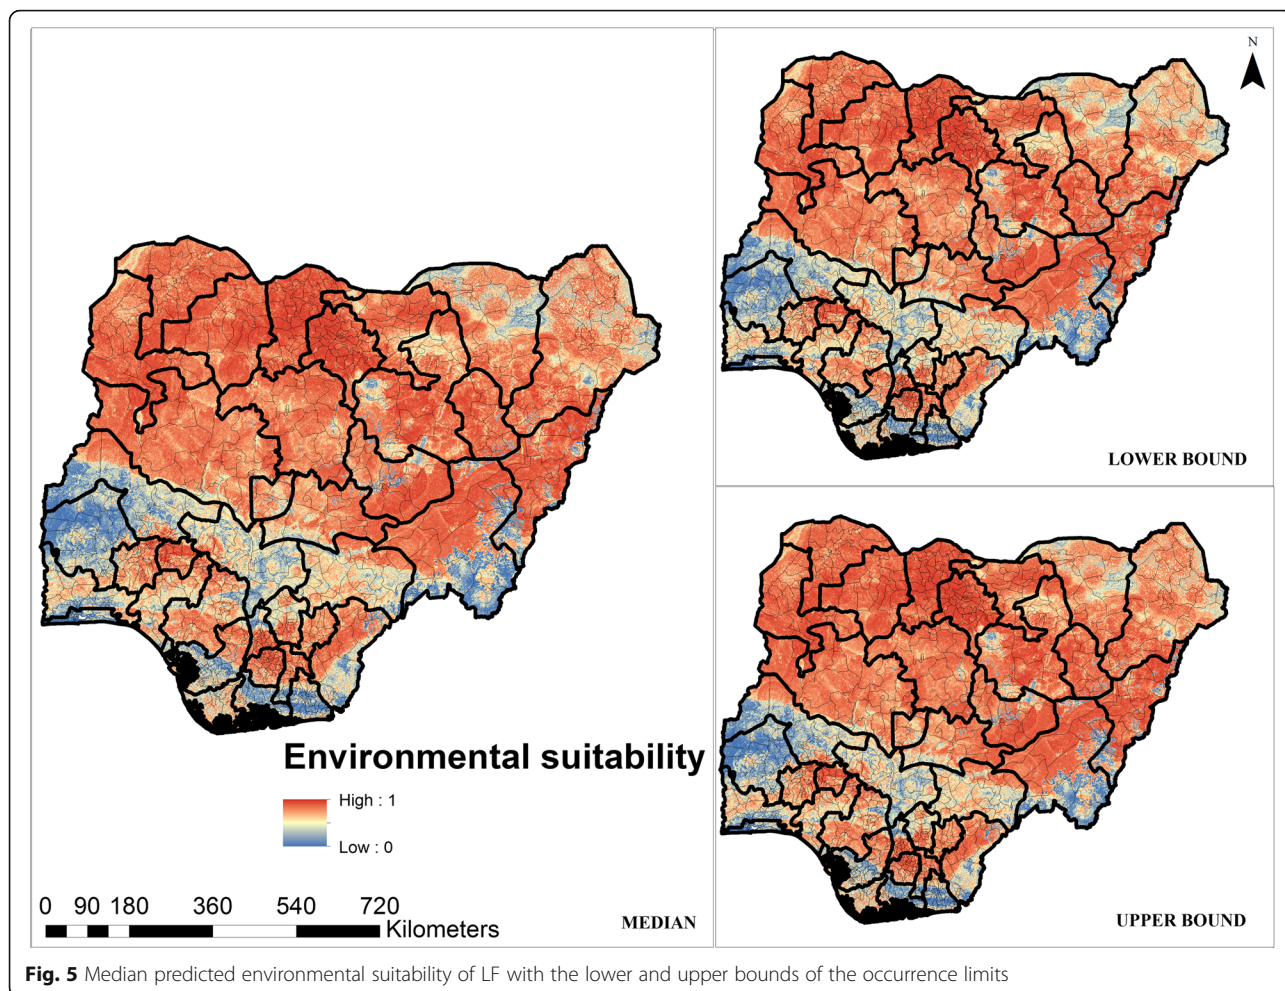 N
LOWER BOUND
Environmental suitability
High : 1
Low : 0
0 90 180 360 540 720
Kilometers
MEDIAN
UPPER BOUND
Fig. 5 Median predicted environmental suitability of LF with the lower and upper bounds of the occurrence limits